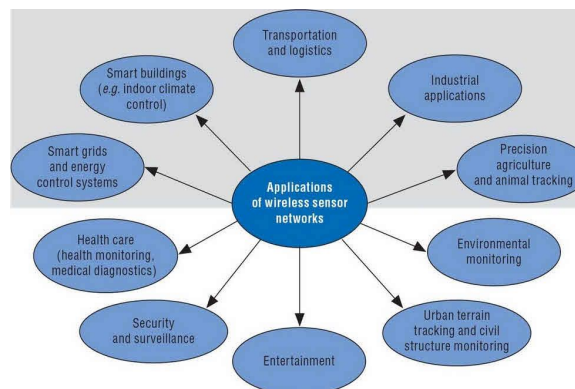 Transportation
and logistics
Smart buildings
(e.g. indoor climate
control)
Industrial
applications
Smart grids
and energy
control systems
Precision
agriculture
and animal tracking
Applications
of wireless sensor
networks
Health care
(health monitoring,
medical diagnostics)
Environmental
monitoring
Security
and surveillance
Urban terrain
tracking and civil
structure monitoring
Entertainment